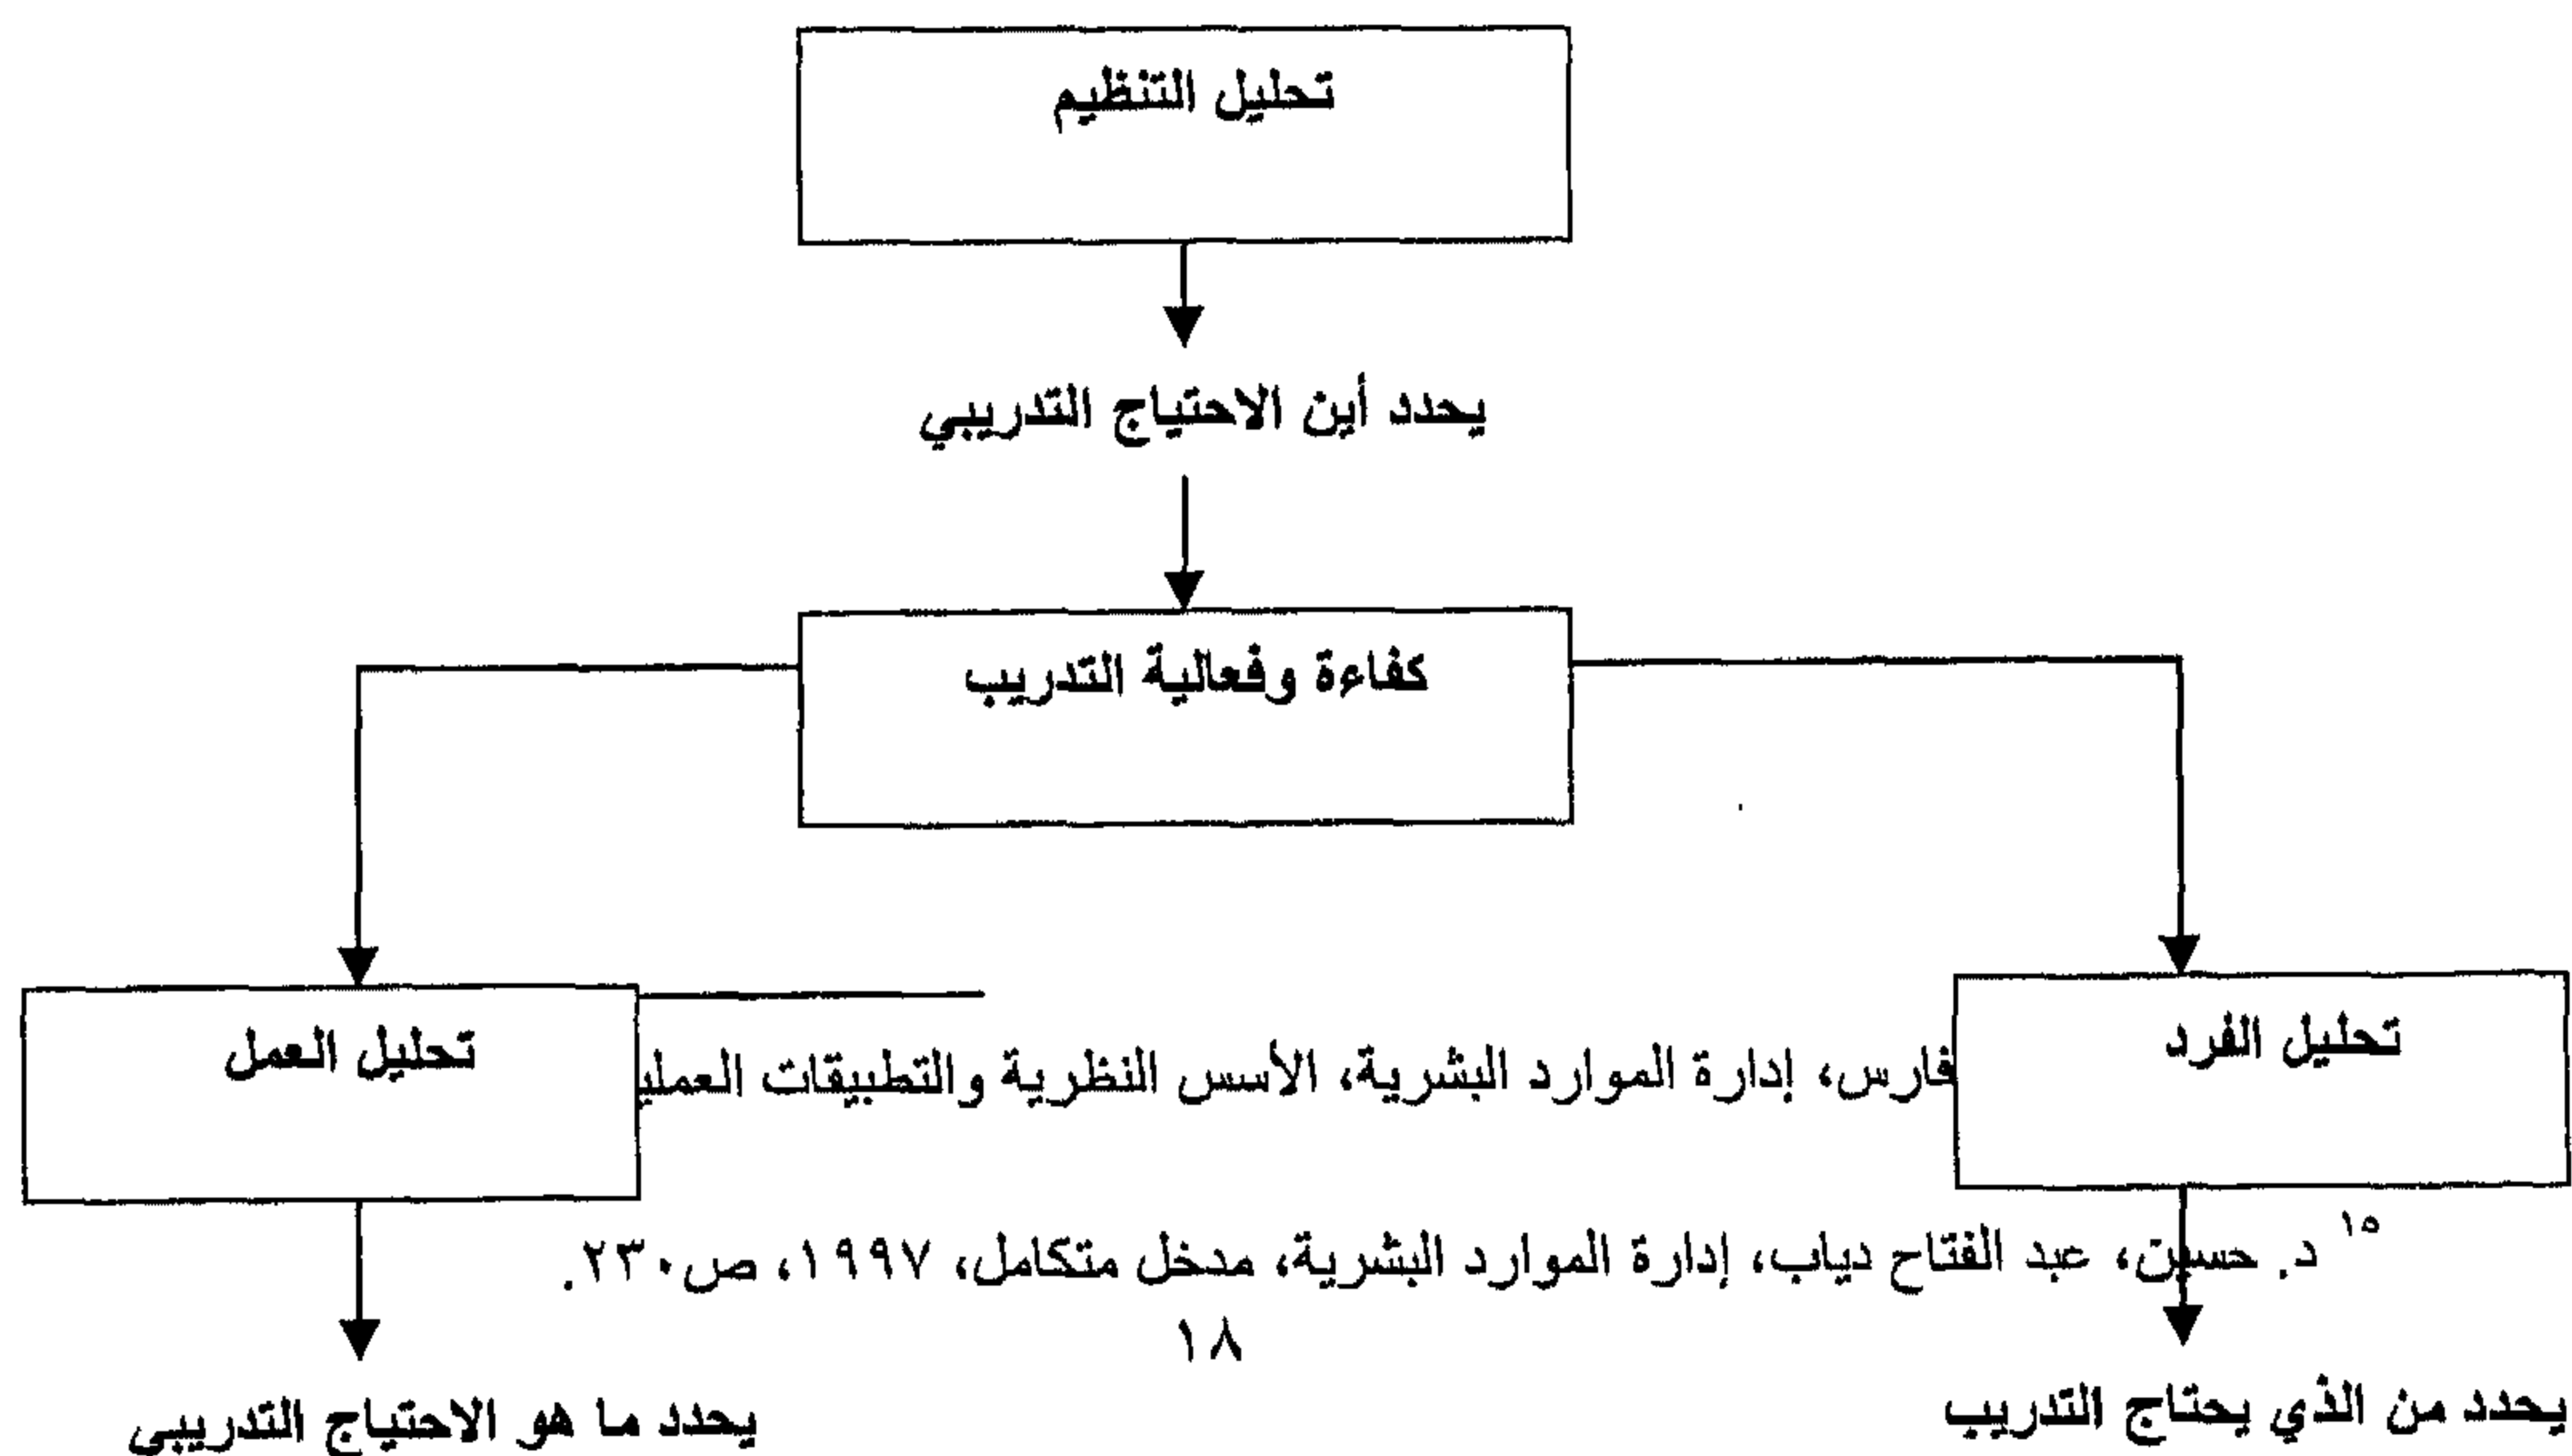 تحليل التنظيم
يحدد أين الاحتياج التدريبي
كفاءة وفعالية التدريب
تحليل الفرد
تحليل العمل
فارس، إدارة الموارد البشرية، الأسس النظرية والتطبيقات العملي
١٥ د. حسين، عبد الفتاح دياب، إدارة الموارد البشرية، مدخل متكامل، ١٩٩٧، ص٢٣٠.
١٨
يحدد من الذي يحتاج التدريب
يحدد ما هو الاحتياج التدريبي